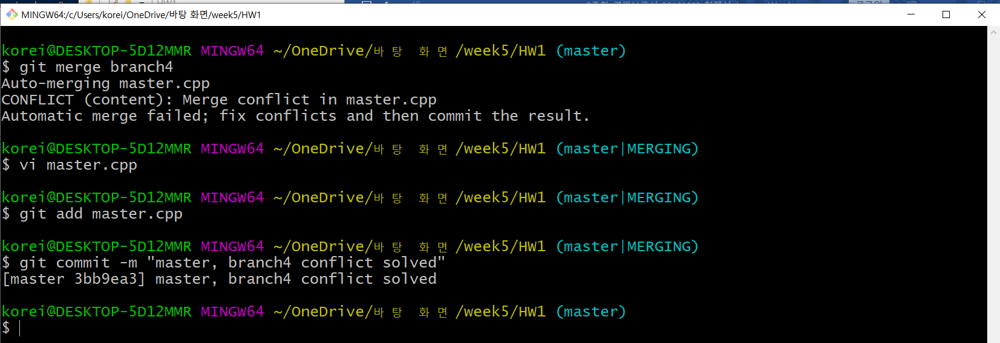 MINGW64:/c/Users/korei/OneDrive/바탕 화면/week5/HW1
korei@DESKTOP-5D12MMR MINGW64 ~/OneDrive/바탕 화면/week5/HW1 (master)
$ git merge branch4
Auto-merging master.cpp
CONFLICT (content): Merge conflict in master.cpp
Automatic merge failed; fix conflicts and then commit the result.
korei@DESKTOP-5D12MMR MINGW64 ~/OneDrive/바탕 화면/week5/HW1 (master|MERGING)
$ vi master.cpp
korei@DESKTOP-5D12MMR MINGW64 ~/OneDrive/바탕 화면/week5/HW1 (master|MERGING)
$ git add master.cpp
korei@DESKTOP-5D12MMR MINGW64 ~/OneDrive/바탕 화면/week5/HW1 (master|MERGING)
$ git commit -m "master, branch4 conflict solved"
[master 3bb9ea3] master, branch4 conflict solved
korei@DESKTOP-5D12MMR MINGW64 ~/OneDrive/바탕 화면/week5/HW1 (master)
$